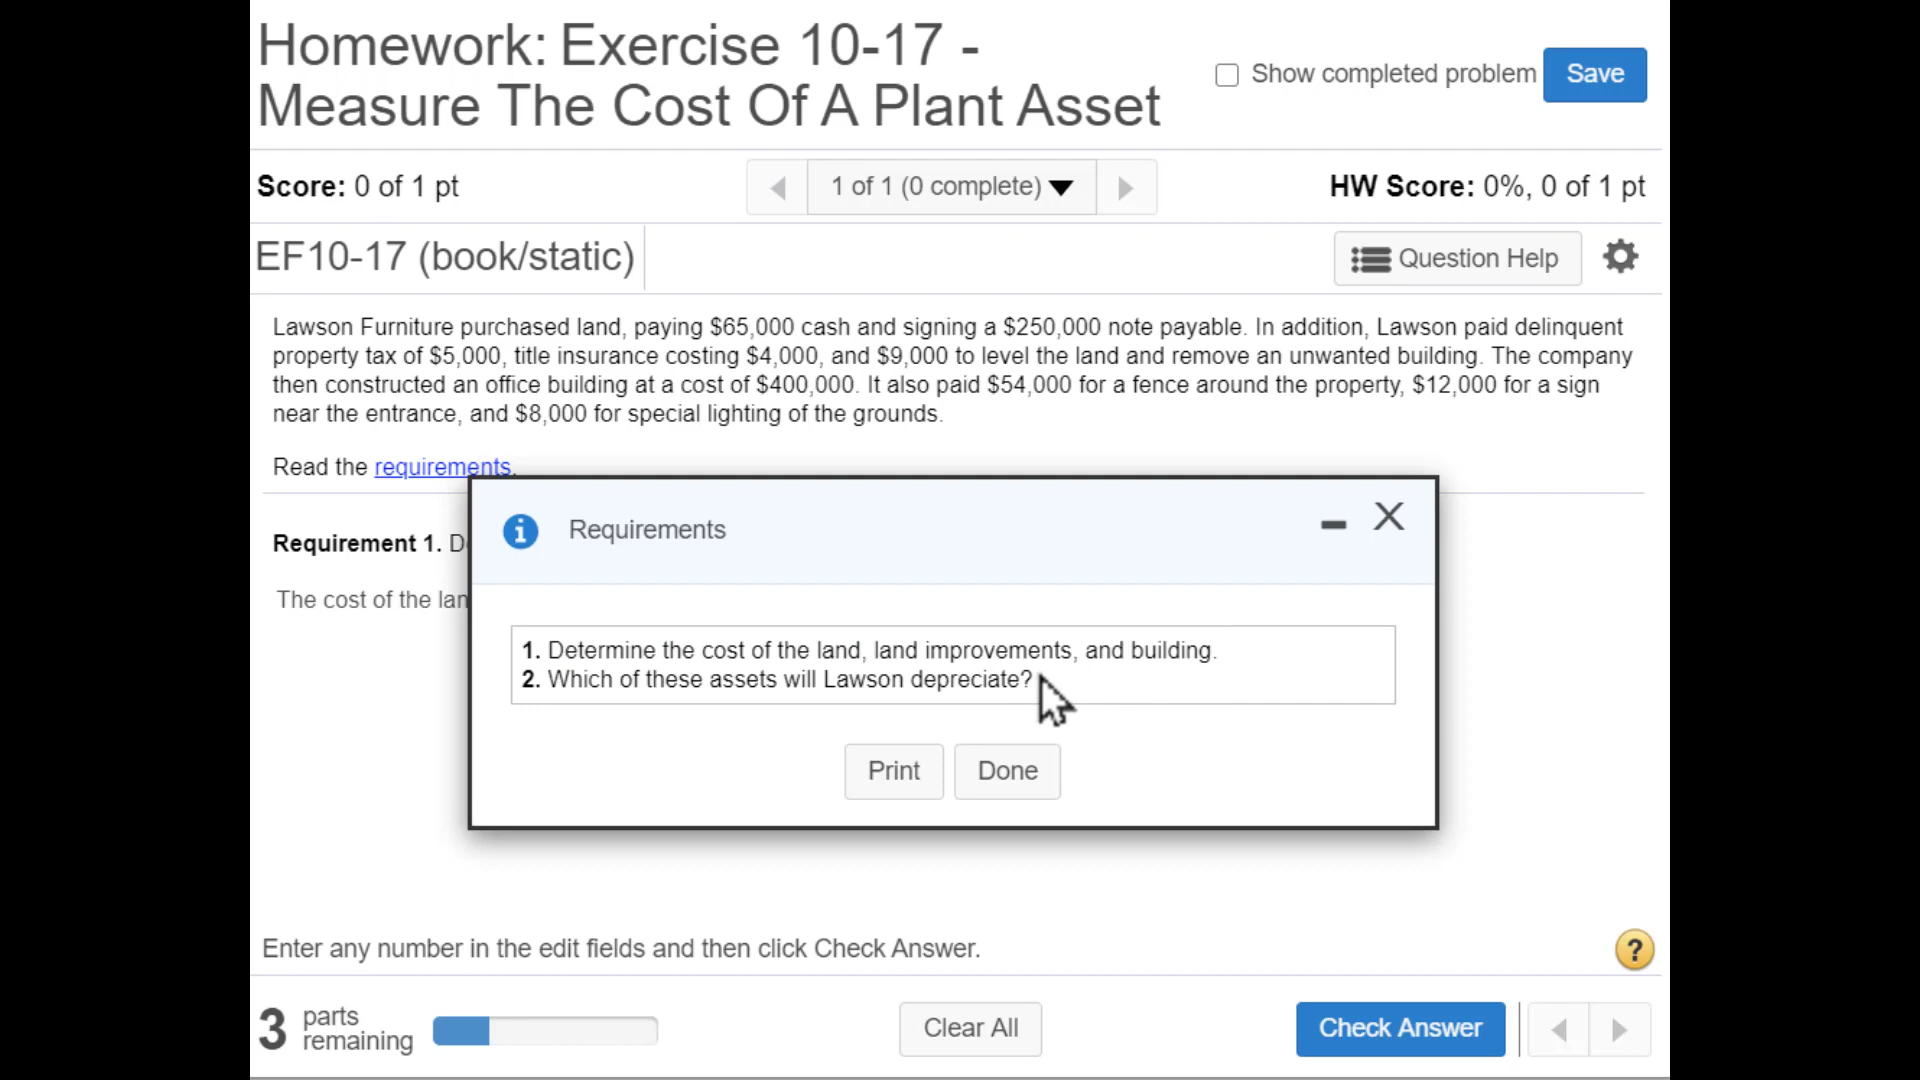 Homework: Exercise 10-17 -
Measure The Cost Of A Plant Asset
Show completed problem
Save
Score: 0 of 1 pt
1 of 1 (0 complete)
HW Score: 0%, 0 of 1 pt
EF10-17 (book/static)
Question Help
Lawson Furniture purchased land, paying $65,000 cash and signing a $250,000 note payable. In addition, Lawson paid delinquent
property tax of $5,000, title insurance costing $4,000, and $9,000 to level the land and remove an unwanted building. The company
then constructed an office building at a cost of $400,000. It also paid $54,000 for a fence around the property, $12,000 for a sign
near the entrance, and $8,000 for special lighting of the grounds.
Read the requirements.
Requirements
Requirement 1. D
The cost of the lan
1. Determine the cost of the land, land improvements, and building.
2. Which of these assets will Lawson depreciate?
Print
Done
Enter any number in the edit fields and then click Check Answer.
?
3 parts
remaining
Clear All
Check Answer